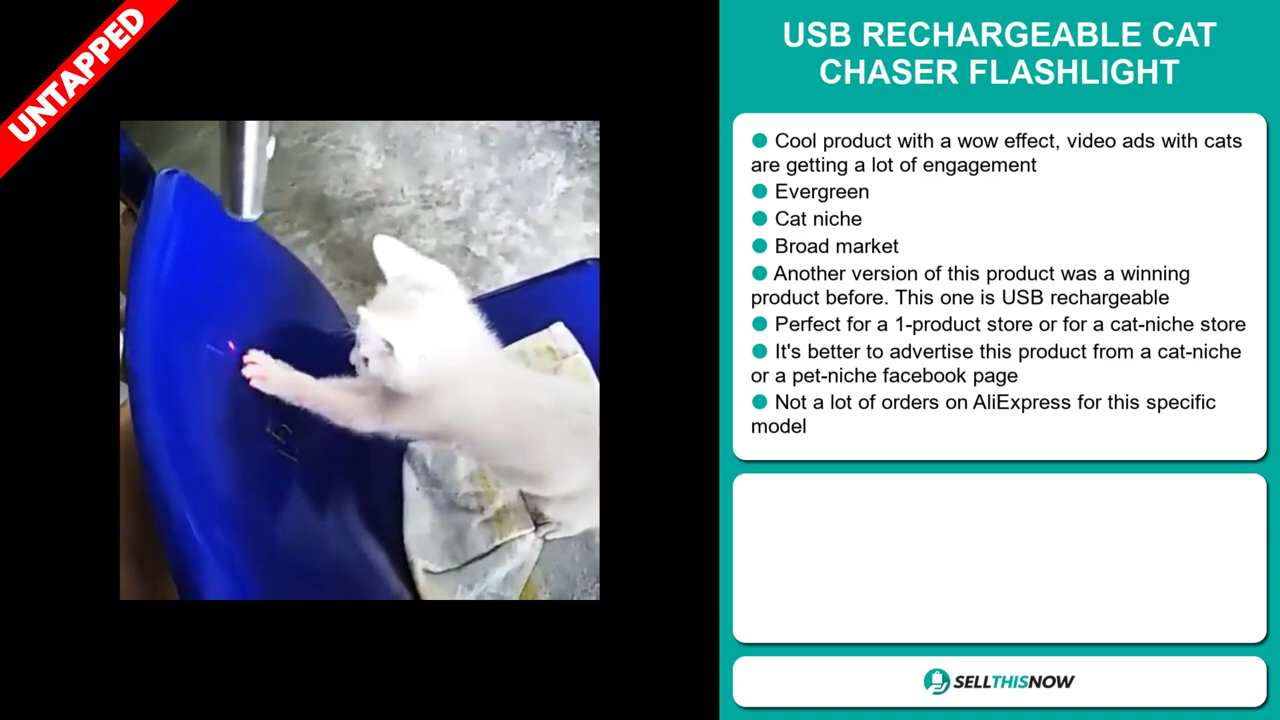 UNTAPPED
USB RECHARGEABLE CAT
CHASER FLASHLIGHT
● Cool product with a wow effect, video ads with cats
are getting a lot of engagement
● Evergreen
● Cat niche
● Broad market
● Another version of this product was a winning
product before. This one is USB rechargeable
● Perfect for a 1-product store or for a cat-niche store
● It's better to advertise this product from a cat-niche
or a pet-niche facebook page
● Not a lot of orders on AliExpress for this specific
model
SELLTHISNOW